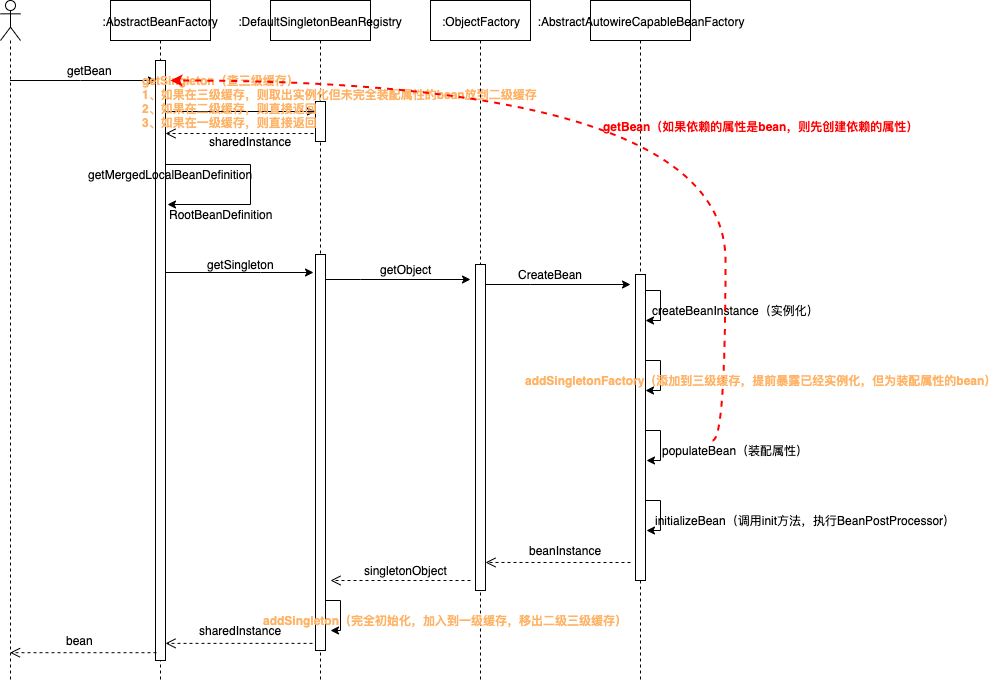 :AbstractBeanFactory
:DefaultSingletonBeanRegistry
:ObjectFactory
:AbstractAutowireCapableBeanFactory
getBean
getSingleton（查三级缓存）
1、如果在三级缓存，则取出实例化但未完全装配属性的bean放到二级缓存
2、如果在二级缓存，则直接返回
3、如果在一级缓存，则直接返回
getBean（如果依赖的属性是bean，则先创建依赖的属性）
sharedInstance
getMergedLocalBeanDefinition
RootBeanDefinition
getSingleton
getObject
CreateBean
createBeanInstance（实例化）
addSingletonFactory（添加到三级缓存，提前暴露已经实例化，但为装配属性的bean）
populateBean（装配属性）
initializeBean（调用init方法，执行BeanPostProcessor）
beanInstance
singletonObject
addSingleton（完全初始化，加入到一级缓存，移出二级三级缓存）
sharedInstance
bean